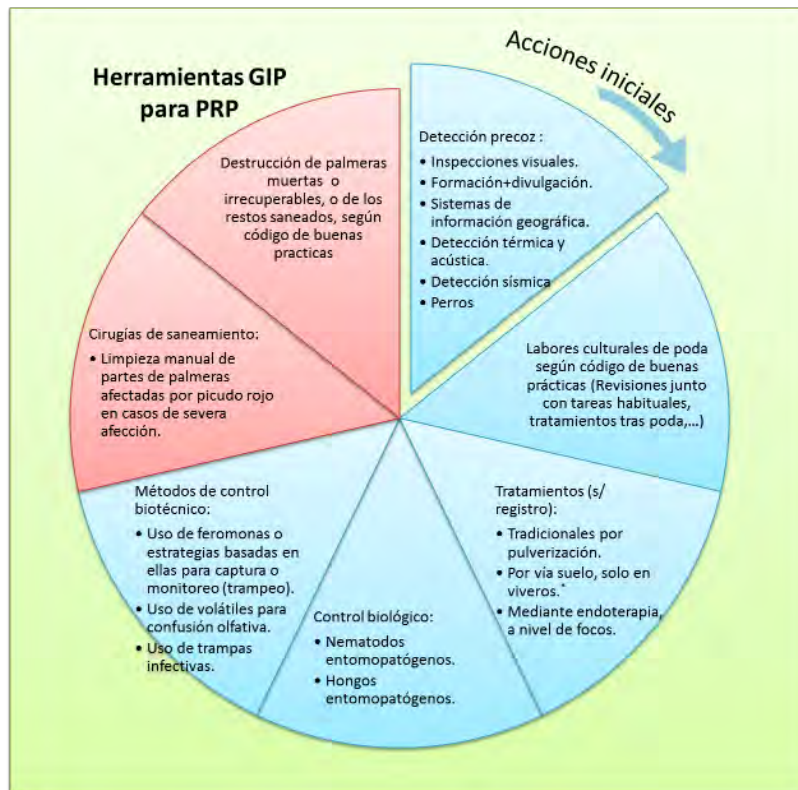 Herramientas GIP
para PRP
Acciones iniciales
Detección precoz :
• Inspecciones visuales.
• Formación+divulgación.
• Sistemas de
información geográfica.
• Detección térmica y
acústica.
• Detección sísmica
• Perros
Labores culturales de poda
según código de buenas
prácticas (Revisiones junto
con tareas habituales,
tratamientos tras poda,...)
Tratamientos (s/
registro):
• Tradicionales por
pulverización.
• Por vía suelo, solo en
viveros.*
• Mediante endoterapia,
a nivel de focos.
Control biológico:
• Nematodos
entomopatógenos.
• Hongos
entomopatógenos.
Métodos de control
biotécnico:
• Uso de feromonas o
estrategias basadas en
ellas para captura o
monitoreo (trampeo).
• Uso de volátiles para
confusión olfativa.
• Uso de trampas
infectivas.
Cirugías de saneamiento:
• Limpieza manual de
partes de palmeras
afectadas por picudo rojo
en casos de severa
afección.
Destrucción de palmeras
muertas o
irrecuperables, o de los
restos saneados, según
código de buenas
practicas